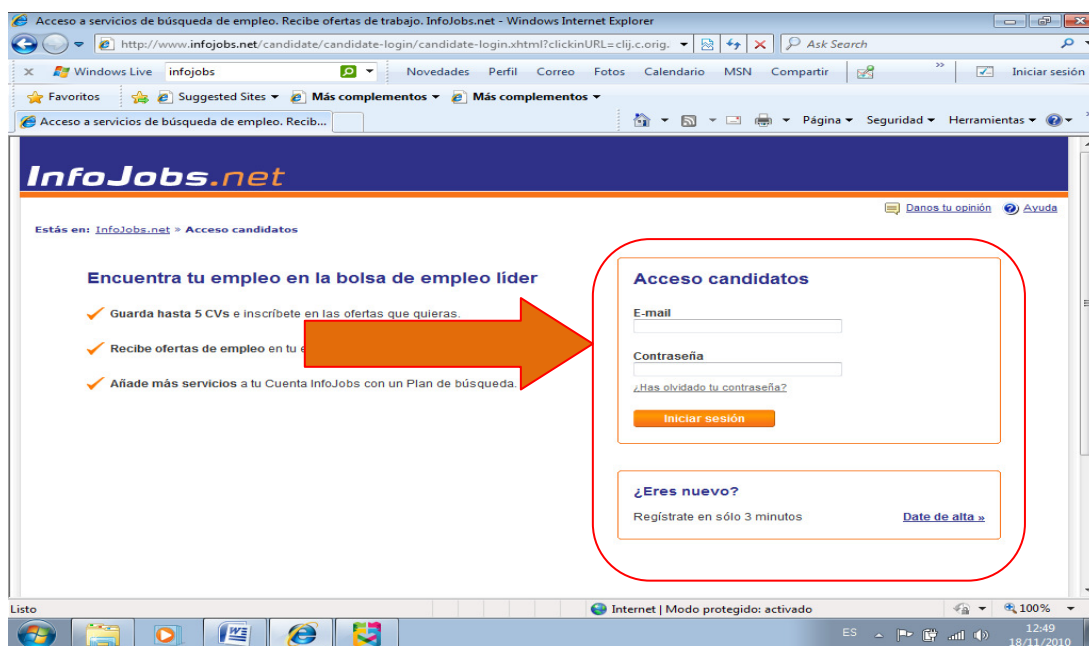 Acceso a servicios de búsqueda de empleo. Recibe ofertas de trabajo. InfoJobs.net - Windows Internet Explorer
http://www.infojobs.net/candidate/candidate-login/candidate-login.xhtml?clickinURL=clij.c.orig.
Ask Search
Windows Live infojobs Novedades Perfil Correo Fotos Calendario MSN Compartir » Iniciar sesión
Favoritos Suggested Sites Más complementos Más complementos
Acceso a servicios de búsqueda de empleo. Recib... Página Seguridad Herramientas
InfoJobs.net
Danos tu opinión Ayuda
Estás en: InfoJobs.net » Acceso candidatos
Encuentra tu empleo en la bolsa de empleo líder
Guarda hasta 5 CVs e inscríbete en las ofertas que quieras.
Recibe ofertas de empleo en tu
Añade más servicios a tu Cuenta InfoJobs con un Plan de búsqueda.
Acceso candidatos
E-mail
Contraseña
¿Has olvidado tu contraseña?
Iniciar sesión
¿Eres nuevo?
Regístrate en sólo 3 minutos Date de alta »
Listo Internet | Modo protegido: activado 100%
ES 12:49
18/11/2010